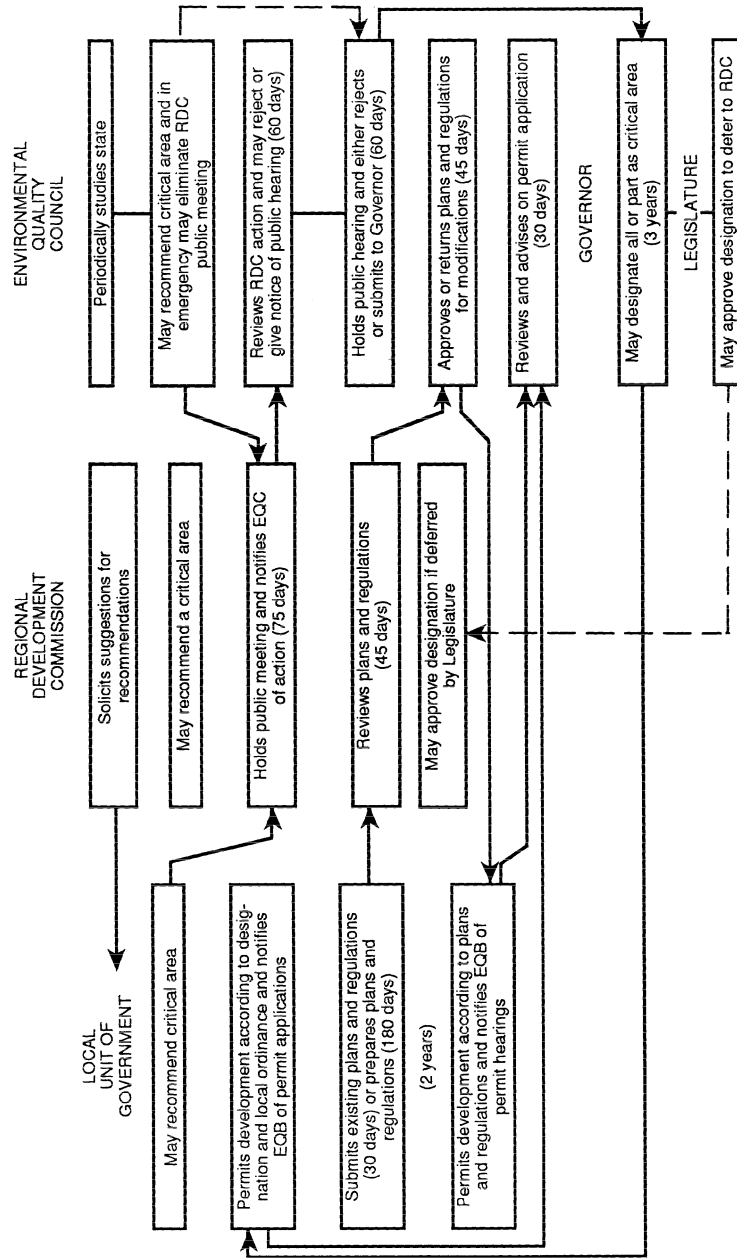 LOCAL
UNIT OF
GOVERNMENT
May recommend critical area
Permits development according to desig-
nation and local ordinance and notifies
EQB of permit applications
Submits existing plans and regulations
(30 days) or prepares plans and
regulations (180 days)
(2 years)
Permits development according to plans
and regulations and notifies EQB of
permit hearings
REGIONAL
DEVELOPMENT
COMMISSION
Solicits suggestions for
recommendations
May recommend a critical area
Holds public meeting and notifies EQC
of action (75 days)
Reviews plans and regulations
(45 days)
May approve designation if deferred
by Legislature
ENVIRONMENTAL
QUALITY
COUNCIL
Periodically studies state
May recommend critical area and in
emergency may eliminate RDC
public meeting
Reviews RDC action and may reject or
give notice of public hearing (60 days)
Holds public hearing and either rejects
or submits to Governor (60 days)
Approves or returns plans and regulations
for modifications (45 days)
Reviews and advises on permit application
(30 days)
GOVERNOR
May designate all or part as critical area
(3 years)
LEGISLATURE
May approve designation to deter to RDC